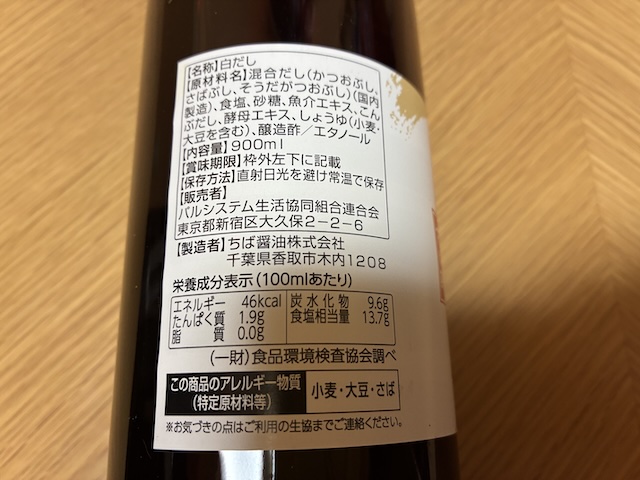 【名称】白だし
【原材料名】混合だし(かつおぶし、
さばぶし、そうだがつおぶし)(国内
製造)、食塩、砂糖、魚介エキス、こん
ぶだし、酵母エキス、しょうゆ(小麦・
大豆を含む)、醸造酢/エタノール
【内容量】900ml
【賞味期限】枠外左下に記載
【保存方法】直射日光を避け常温で保存
【販売者】
パルシステム生活協同組合連合会
東京都新宿区大久保2-2-6
【製造者】ちば醤油株式会社
千葉県香取市木内1208
栄養成分表示(100mlあたり)
エネルギー 46kcal
たんぱく質 1.9g
脂質 0.0g
炭水化物 9.6g
食塩相当量 13.7g
(一財)食品環境検査協会調べ
この商品のアレルギー物質
(特定原材料等)
小麦・大豆・さば
※お気づきの点はご利用の生協までご連絡ください。